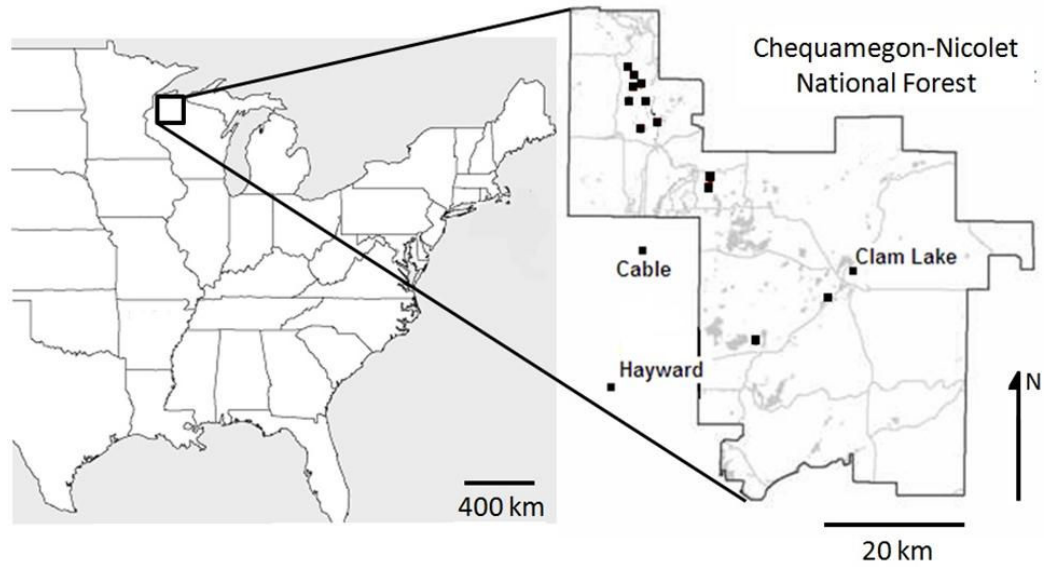 Chequamegon-Nicolet
National Forest
:
Cable
Clam Lake
Hayward
N
400 km
20 km